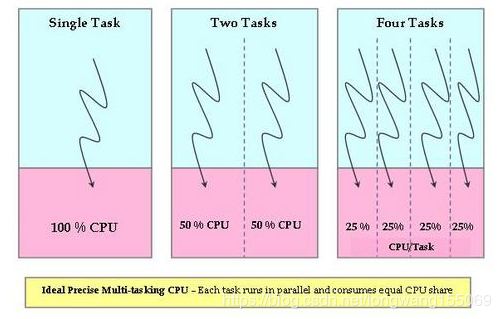 Single Task
Two Tasks
Four Tasks
100 % CPU
50 % CPU
50 % CPU
25 %
25%
25%
25%
CPU/Task
Ideal Precise Multi-tasking CPU – Each task runs in parallel and consumes equal CPU share
https://blog.csdn.net/longwang155069